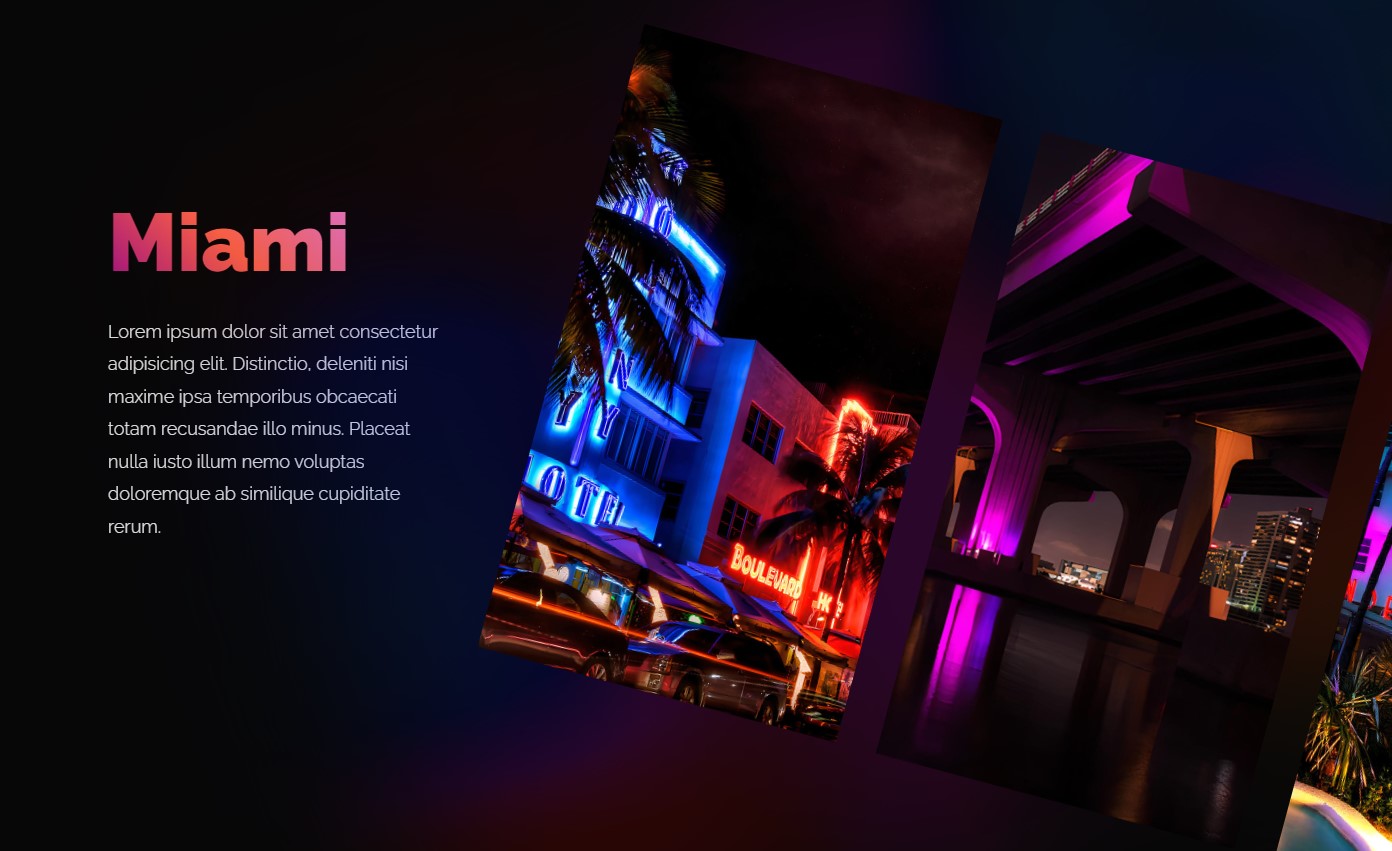 Miami
Lorem ipsum dolor sit amet consectetur
adipisicing elit. Distinctio, deleniti nisi
maxime ipsa temporibus obcaecati
totam recusandae illo minus. Placeat
nulla iusto illum nemo voluptas
doloremque ab similique cupiditate
rerum.
BOULEVARD